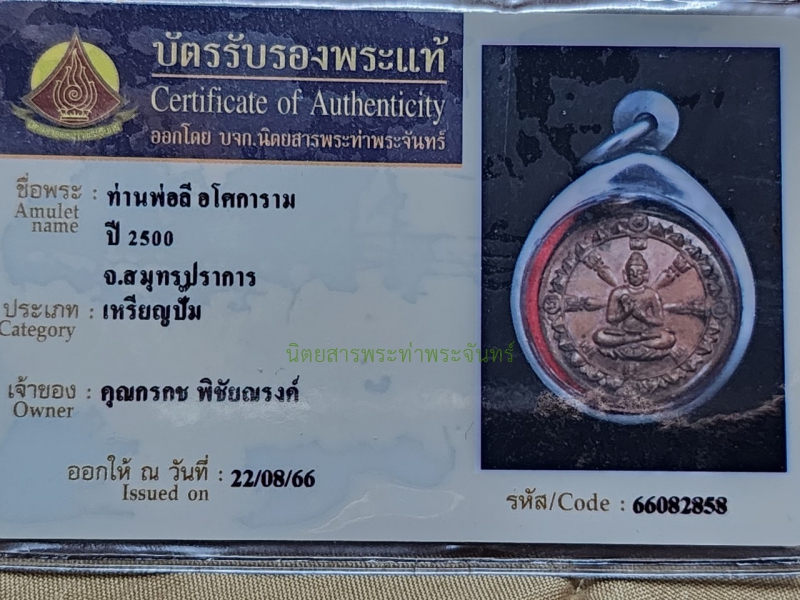 บัตรรับรองพระแท้
Certificate of Authenticity
ออกโดย บจก.นิตยสารพระท่าพระจันทร์
ชื่อพระ : ท่านพ่อลี อโศการาม
Amulet name
ปี 2500
จ.สมุทรปราการ
ประเภท : เหรียญปั๊ม
Category
นิตยสารพระท่าพระจันทร์
เจ้าของ : คุณกรกช พิชัยณรงค์
Owner
ออกให้ ณ วันที่ : 22/08/66
Issued on
รหัส/Code : 66082858